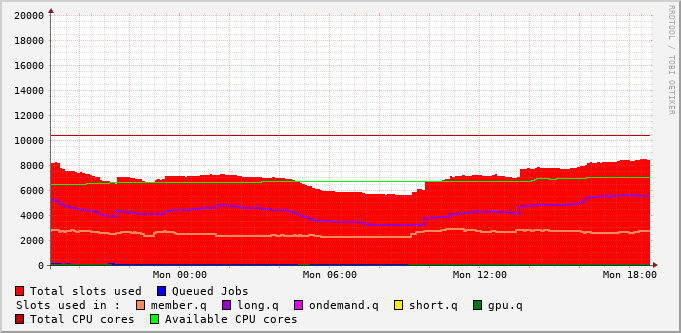 20000
18000
16000
14000
12000
10000
8000
6000
4000
2000
0
Mon 00:00 Mon 06:00 Mon 12:00 Mon 18:00
Total slots used Queued Jobs
Slots used in : member.q long.q ondemand.q short.q gpu.q
Total CPU cores Available CPU cores
RRDTOOL / TOBI OETIKER